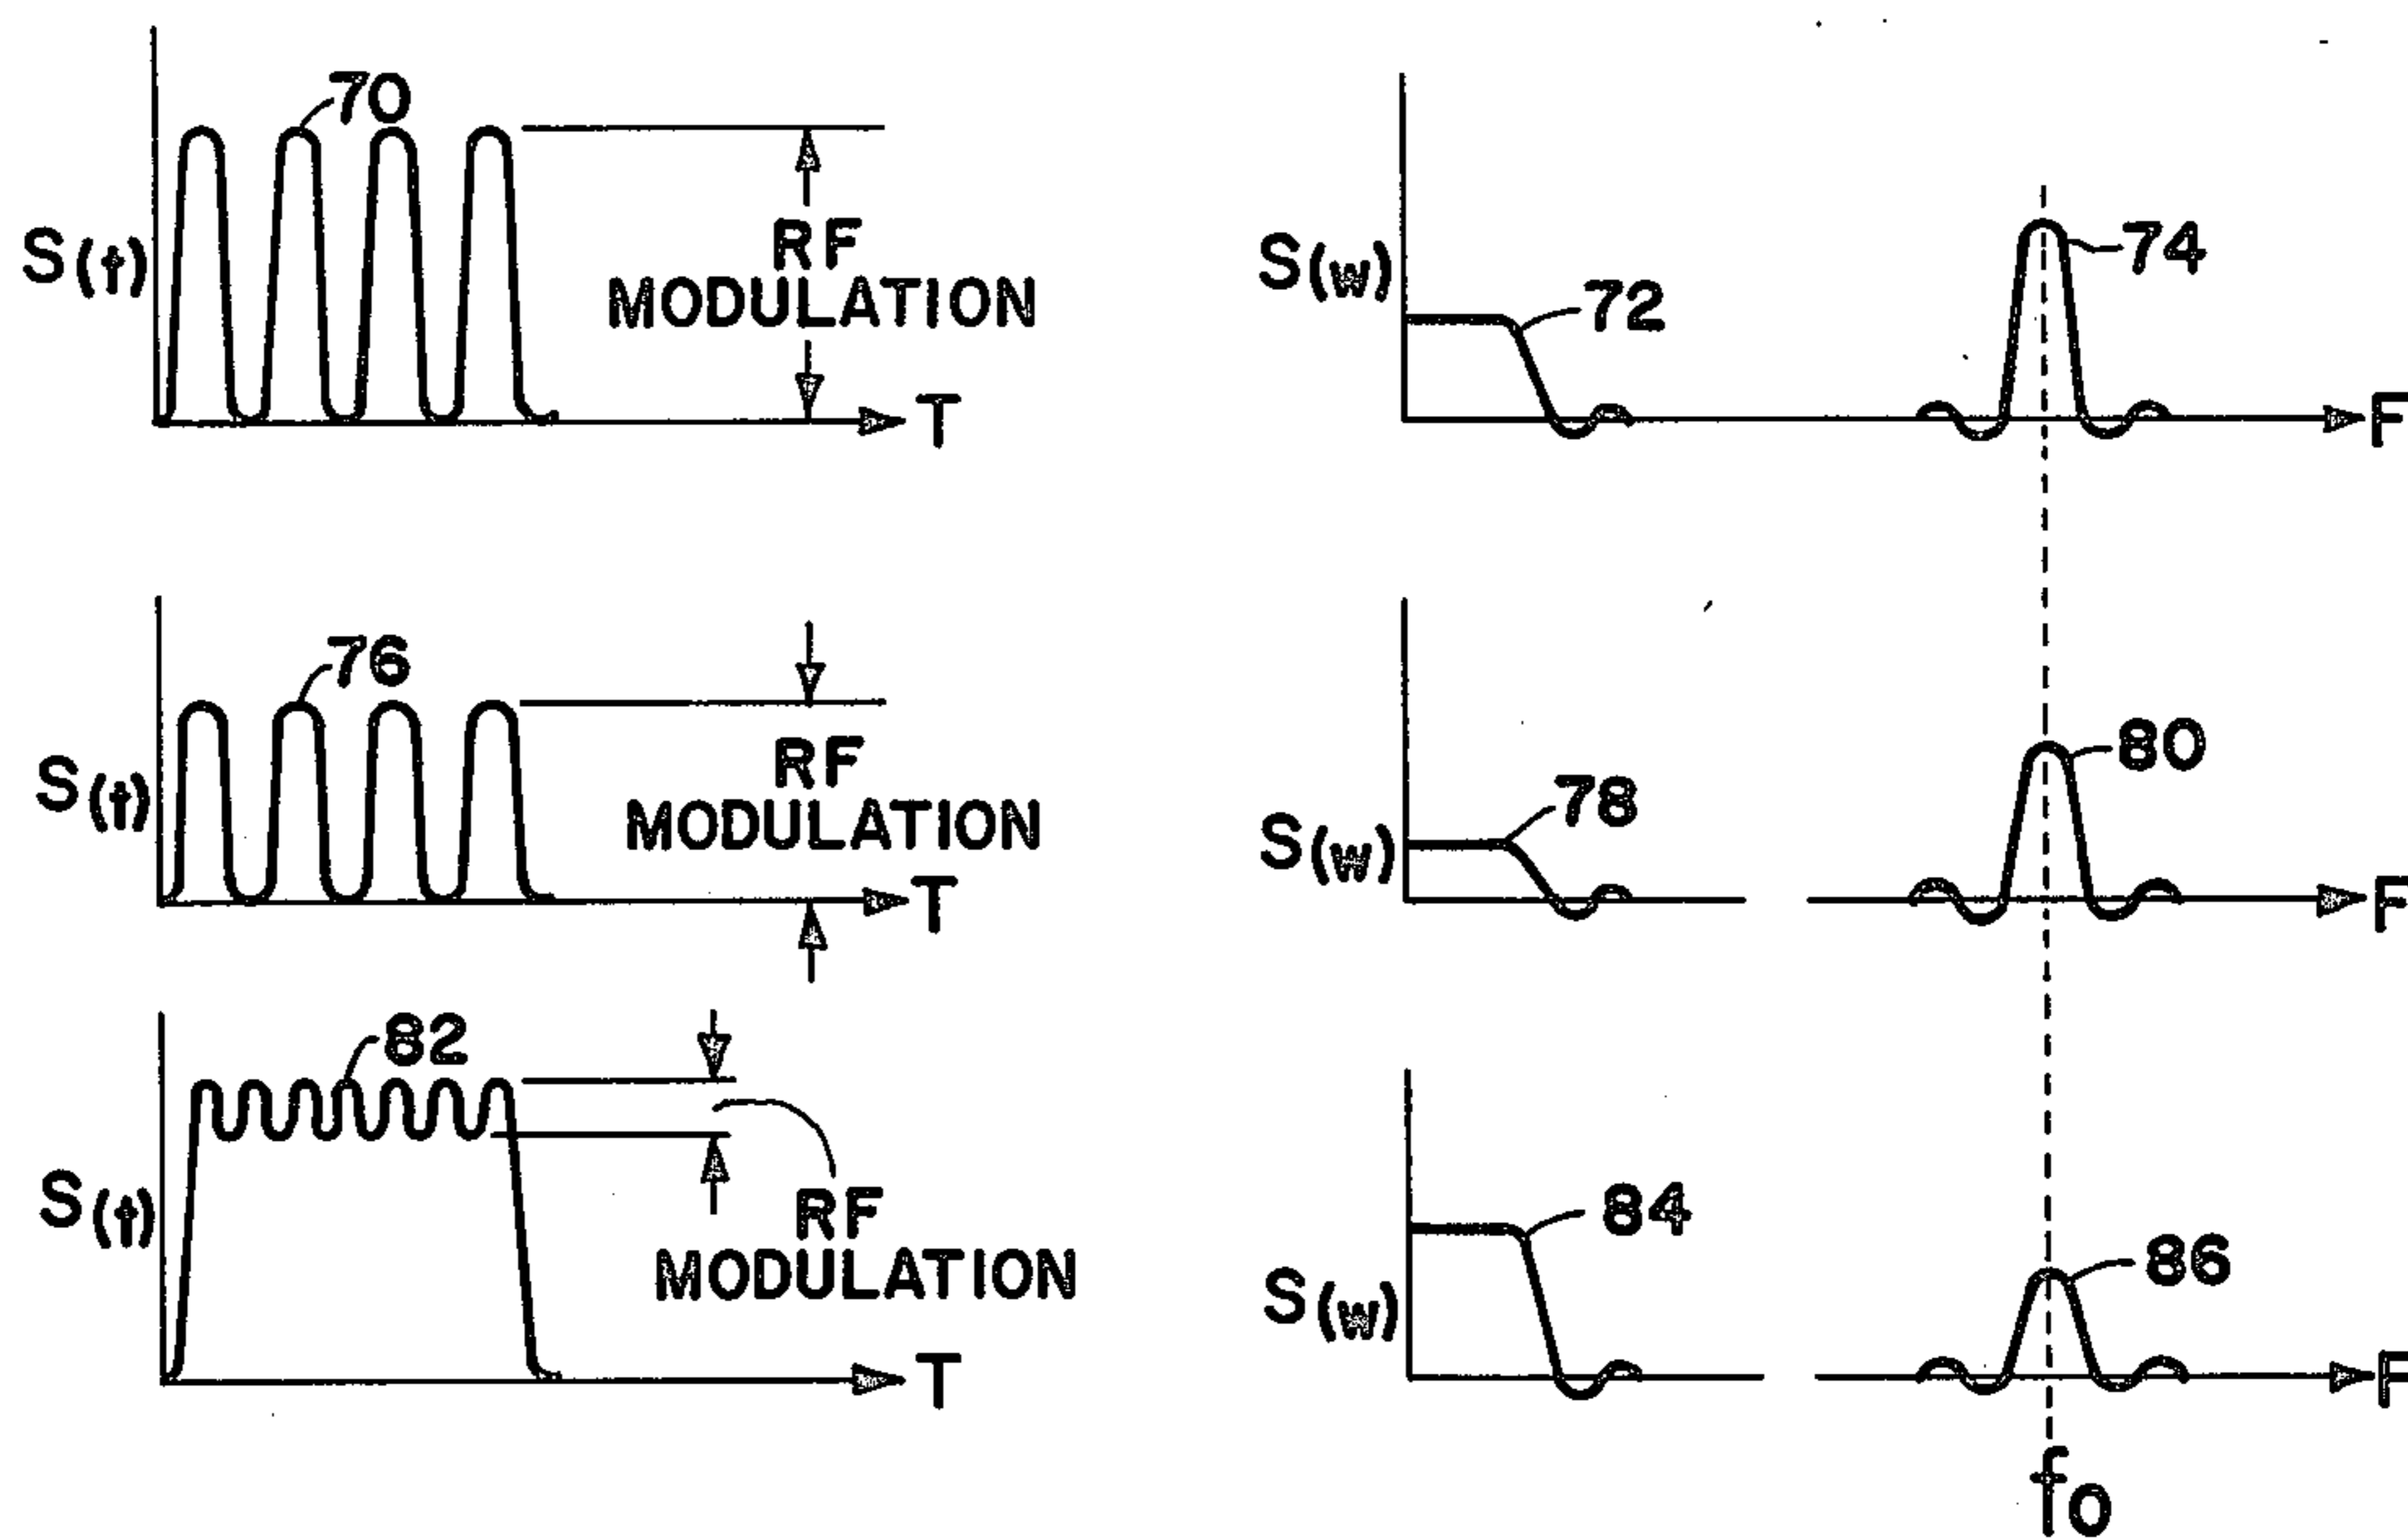 70
S(t)
RF
MODULATION
T
S(w)
72
74
F
76
S(t)
RF
MODULATION
T
S(w)
78
80
F
82
S(t)
RF
MODULATION
T
S(w)
84
86
F
fo